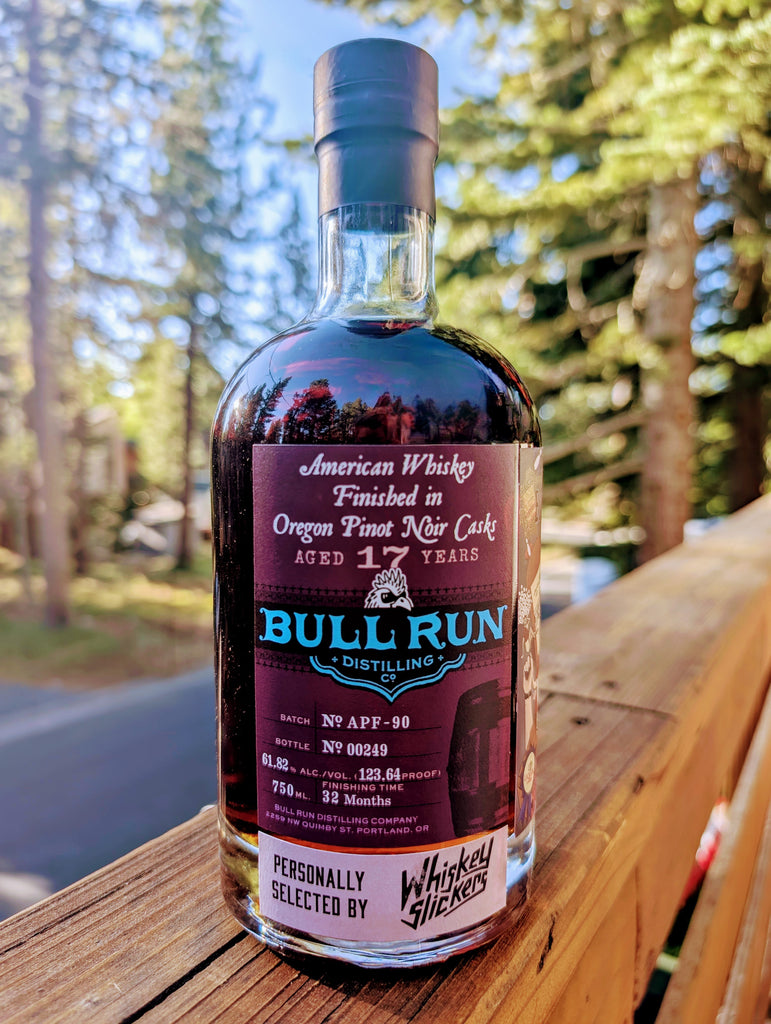 American Whiskey
Finished in
Oregon Pinot Noir Casks
AGED 17 YEARS
BULL RUN
DISTILLING
Cº
BATCH Nº APF-90
BOTTLE Nº 00249
61.82% ALC./VOL. (123.64 PROOF)
750 ML. FINISHING TIME
32 Months
BULL RUN DISTILLING COMPANY
2259 NW QUIMBY ST. PORTLAND, OR
PERSONALLY
SELECTED BY
Whiskey
Slickers